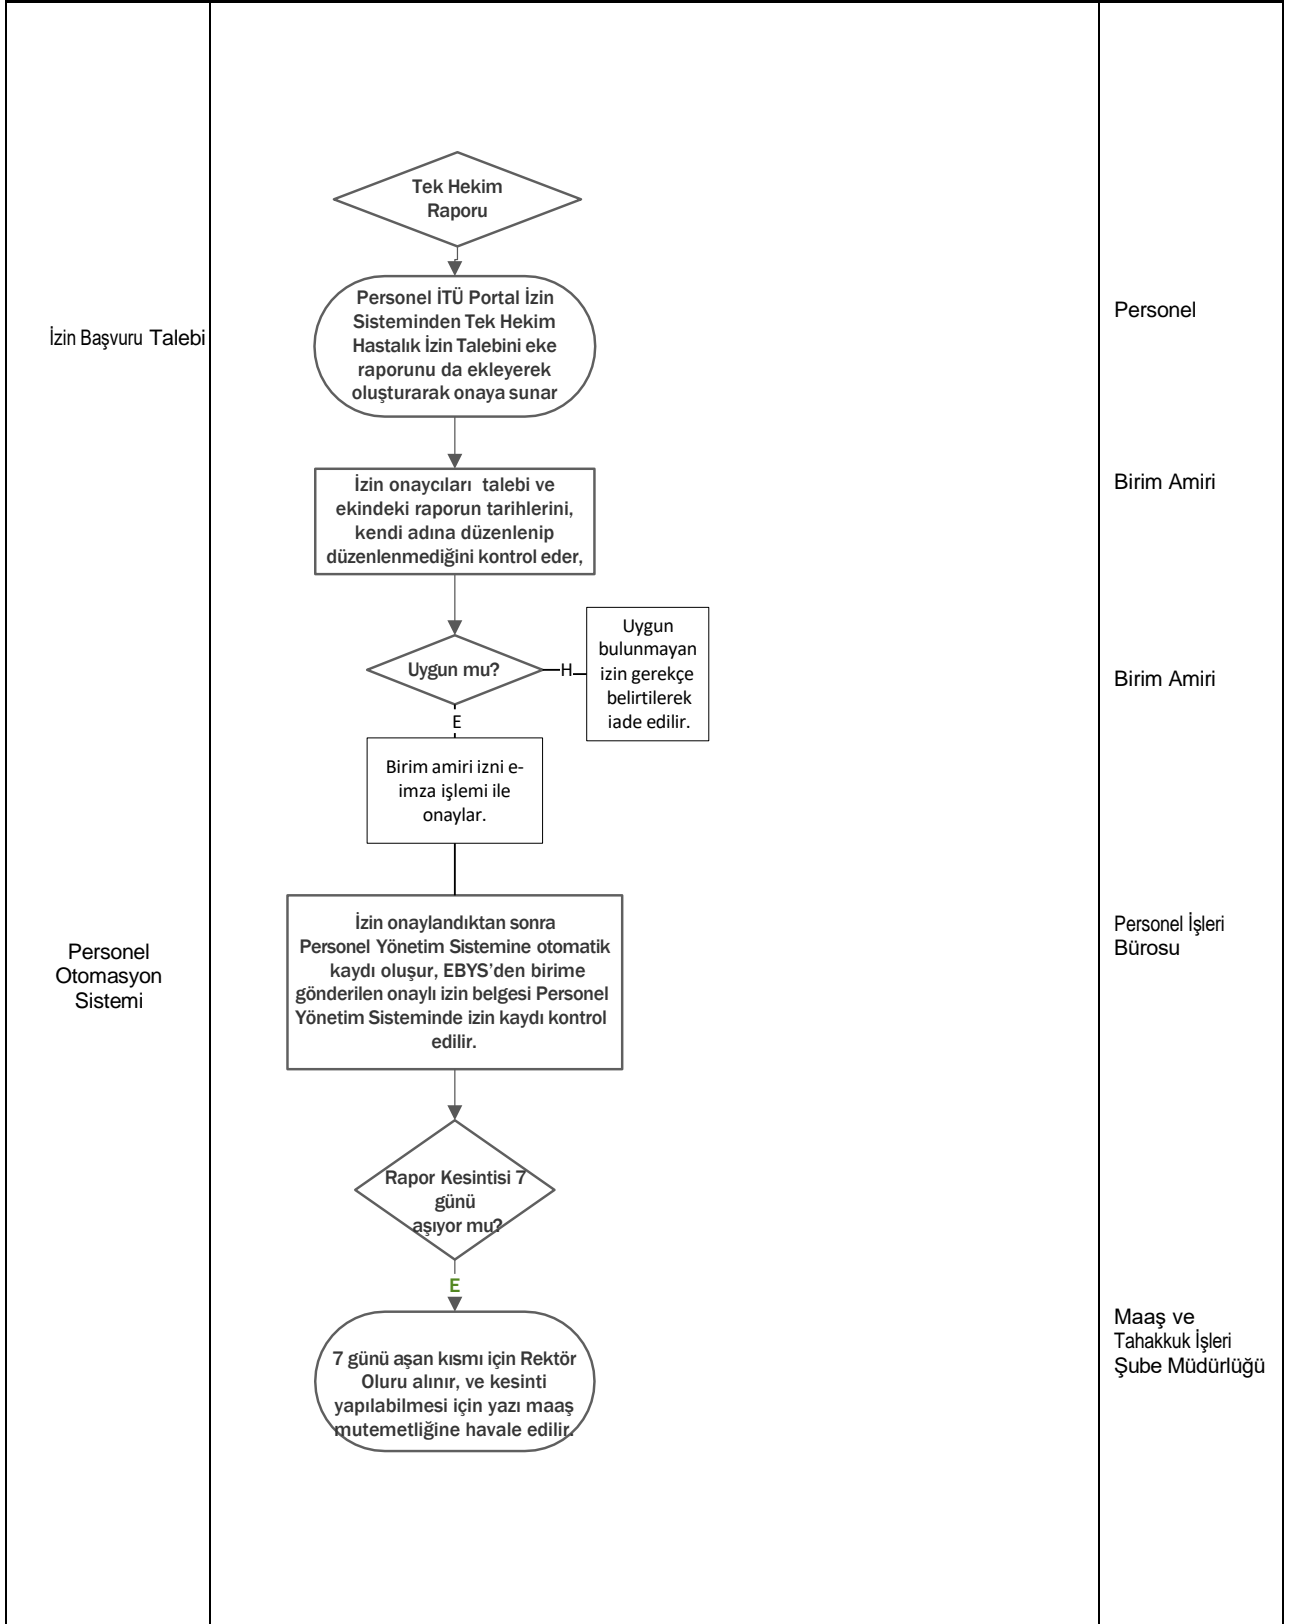 Tek Hekim
Raporu
Personel İTÜ Portal İzin
Sisteminden Tek Hekim
Hastalık İzin Talebini eke
raporunu da ekleyerek
oluşturarak onaya sunar
İzin Başvuru Talebi
Personel
İzin onaycıları talebi ve
ekindeki raporun tarihlerini,
kendi adına düzenlenip
düzenlenmediğini kontrol eder,
Birim Amiri
Uygun mu?
H
Uygun
bulunmayan
izin gerekçe
belirtilerek
iade edilir.
Birim Amiri
E
Birim amiri izni e-
imza işlemi ile
onaylar.
İzin onaylandıktan sonra
Personel Yönetim Sistemine otomatik
kaydı oluşur, EBYS’den birime
gönderilen onaylı izin belgesi Personel
Yönetim Sisteminde izin kaydı kontrol
edilir.
Personel
Otomasyon
Sistemi
Personel İşleri
Bürosu
Rapor Kesintisi 7
günü
aşıyor mu?
E
7 günü aşan kısmı için Rektör
Oluru alınır, ve kesinti
yapılabilmesi için yazı maaş
mutemetliğine havale edilir.
Maaş ve
Tahakkuk İşleri
Şube Müdürlüğü